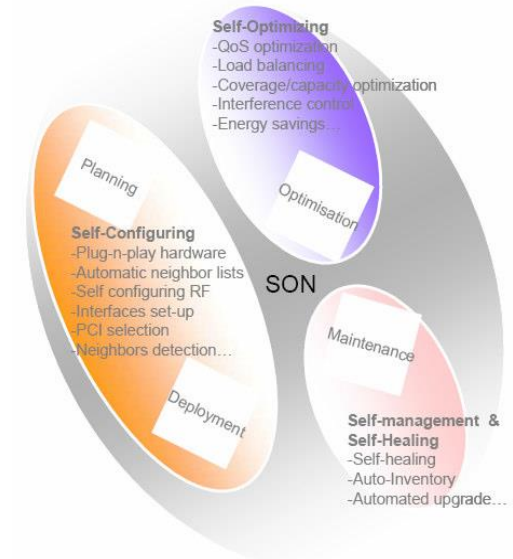 Self-Optimizing
-QoS optimization
-Load balancing
-Coverage/capacity optimization
-Interference control
-Energy savings…
Optimisation
Planning
Self-Configuring
-Plug-n-play hardware
-Automatic neighbor lists
-Self configuring RF
-Interfaces set-up
-PCI selection
-Neighbors detection…
Deployment
SON
Maintenance
Self-management &
Self-Healing
-Self-healing
-Auto-Inventory
-Automated upgrade…